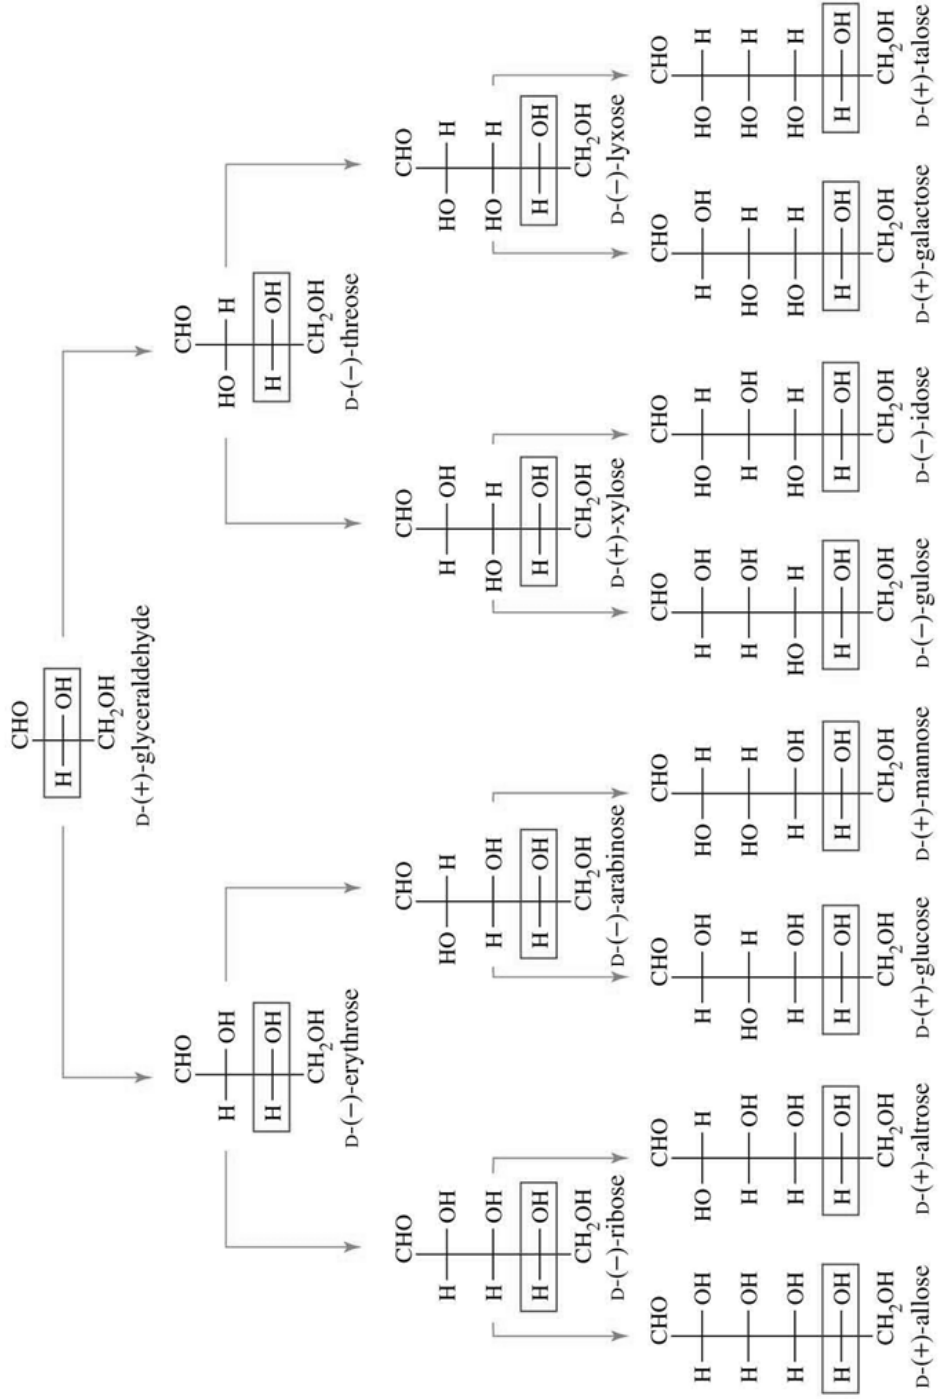 CHO
H OH
CH₂OH
D-(+)-glyceraldehyde
CHO
H OH
H OH
CH₂OH
D-(−)-erythrose
CHO
HO H
H OH
CH₂OH
D-(−)-threose
CHO
H OH
H OH
H OH
CH₂OH
D-(−)-ribose
CHO
HO H
H OH
H OH
CH₂OH
D-(−)-arabinose
CHO
H OH
HO H
H OH
CH₂OH
D-(+)-xylose
CHO
HO H
HO H
H OH
CH₂OH
D-(−)-lyxose
CHO
H OH
H OH
H OH
H OH
CH₂OH
D-(+)-allose
CHO
HO H
H OH
H OH
H OH
CH₂OH
D-(+)-altrose
CHO
H OH
HO H
H OH
H OH
CH₂OH
D-(+)-glucose
CHO
HO H
HO H
H OH
H OH
CH₂OH
D-(+)-mannose
CHO
H OH
H OH
HO H
H OH
CH₂OH
D-(−)-gulose
CHO
HO H
H OH
HO H
H OH
CH₂OH
D-(−)-idose
CHO
H OH
HO H
HO H
H OH
CH₂OH
D-(+)-galactose
CHO
HO H
HO H
HO H
H OH
CH₂OH
D-(+)-talose